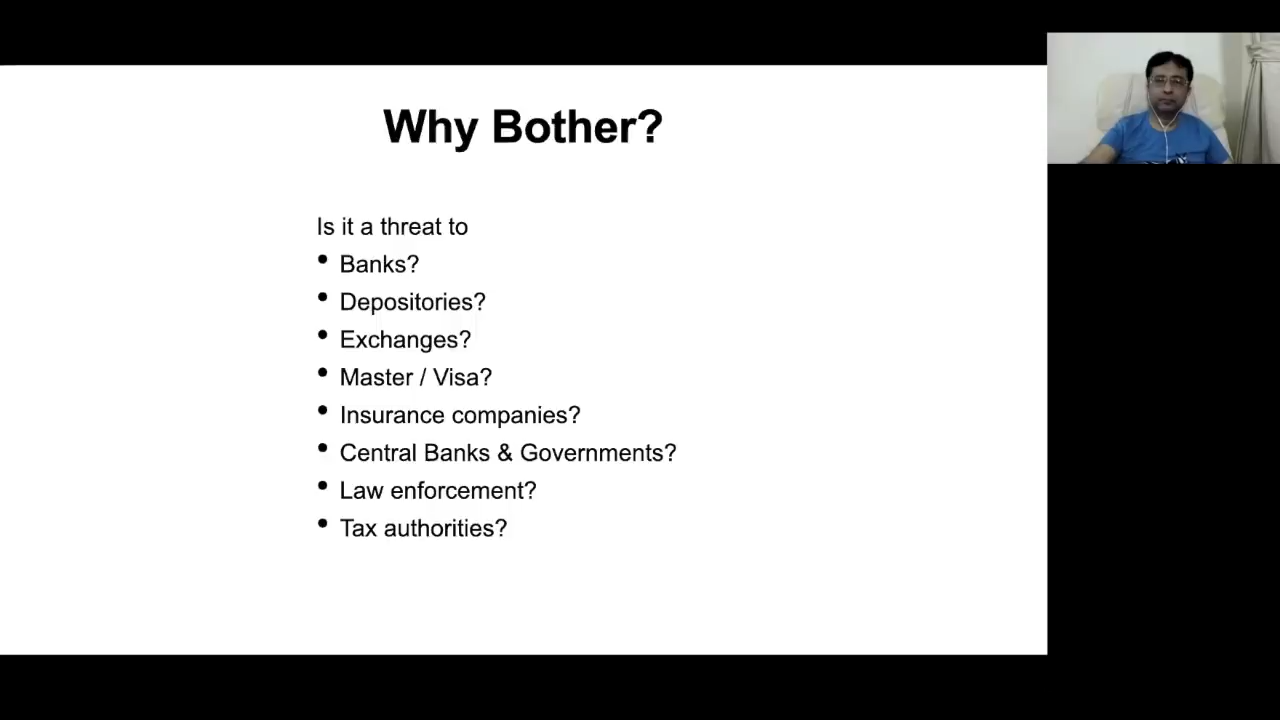 Why Bother?
Is it a threat to
• Banks?
• Depositories?
• Exchanges?
• Master / Visa?
• Insurance companies?
• Central Banks & Governments?
• Law enforcement?
• Tax authorities?